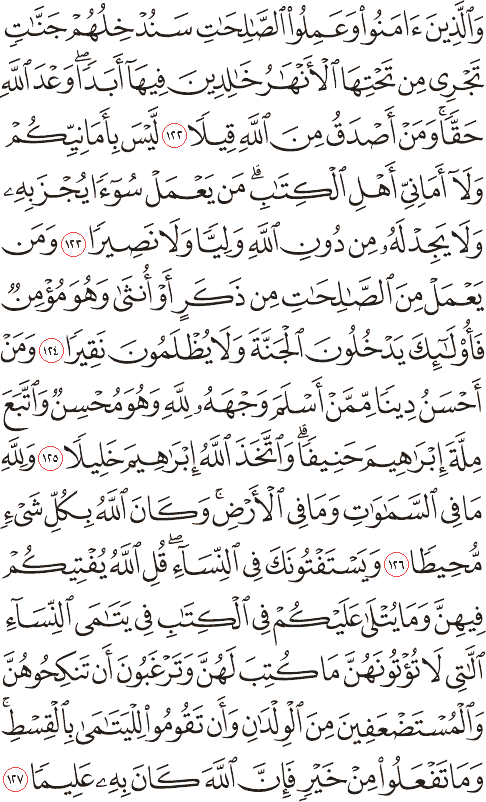 وَٱلَّذِينَ ءَامَنُوا۟ وَعَمِلُوا۟ ٱلصَّـٰلِحَـٰتِ سَنُدْخِلُهُمْ جَنَّـٰتٍ
تَجْرِى مِن تَحْتِهَا ٱلْأَنْهَـٰرُ خَـٰلِدِينَ فِيهَآ أَبَدًا ۖ وَعْدَ ٱللَّهِ
حَقًّا ۚ وَمَنْ أَصْدَقُ مِنَ ٱللَّهِ قِيلًا ١٢٢ لَّيْسَ بِأَمَانِيِّكُمْ
وَلَآ أَمَانِىِّ أَهْلِ ٱلْكِتَـٰبِ ۗ مَن يَعْمَلْ سُوٓءًا يُجْزَ بِهِۦ
وَلَا يَجِدْ لَهُۥ مِن دُونِ ٱللَّهِ وَلِيًّا وَلَا نَصِيرًا ١٢٣ وَمَن
يَعْمَلْ مِنَ ٱلصَّـٰلِحَـٰتِ مِن ذَكَرٍ أَوْ أُنثَىٰ وَهُوَ مُؤْمِنٌ
فَأُو۟لَـٰٓئِكَ يَدْخُلُونَ ٱلْجَنَّةَ وَلَا يُظْلَمُونَ نَقِيرًا ١٢٤ وَمَنْ
أَحْسَنُ دِينًا مِّمَّنْ أَسْلَمَ وَجْهَهُۥ لِلَّهِ وَهُوَ مُحْسِنٌ وَٱتَّبَعَ
مِلَّةَ إِبْرَٰهِيمَ حَنِيفًا ۗ وَٱتَّخَذَ ٱللَّهُ إِبْرَٰهِيمَ خَلِيلًا ١٢٥ وَلِلَّهِ
مَا فِى ٱلسَّمَـٰوَٰتِ وَمَا فِى ٱلْأَرْضِ ۚ وَكَانَ ٱللَّهُ بِكُلِّ شَىْءٍ
مُّحِيطًا ١٢٦ وَيَسْتَفْتُونَكَ فِى ٱلنِّسَآءِ ۖ قُلِ ٱللَّهُ يُفْتِيكُمْ
فِيهِنَّ وَمَا يُتْلَىٰ عَلَيْكُمْ فِى ٱلْكِتَـٰبِ فِى يَتَـٰمَى ٱلنِّسَآءِ
ٱلَّـٰتِى لَا تُؤْتُونَهُنَّ مَا كُتِبَ لَهُنَّ وَتَرْغَبُونَ أَن تَنكِحُوهُنَّ
وَٱلْمُسْتَضْعَفِينَ مِنَ ٱلْوِلْدَٰنِ وَأَن تَقُومُوا۟ لِلْيَتَـٰمَىٰ بِٱلْقِسْطِ ۚ
وَمَا تَفْعَلُوا۟ مِنْ خَيْرٍ فَإِنَّ ٱللَّهَ كَانَ بِهِۦ عَلِيمًا ١٢٧